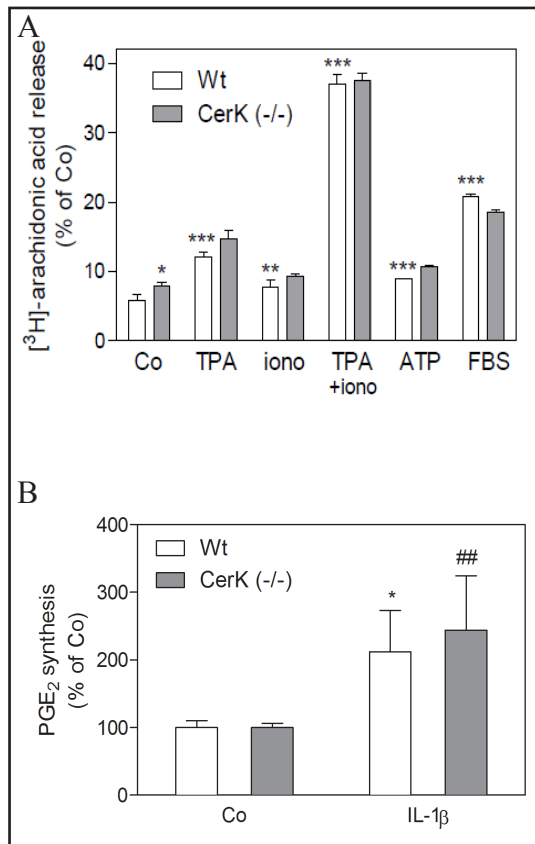 A
[³H]-arachidonic acid release
(% of Co)
40
30
20
10
0
Wt
CerK (-/-)
*
***
**
***
***
***
Co TPA iono TPA +iono ATP FBS
B
PGE₂ synthesis
(% of Co)
400
300
200
100
0
Wt
CerK (-/-)
*
##
Co IL-1β